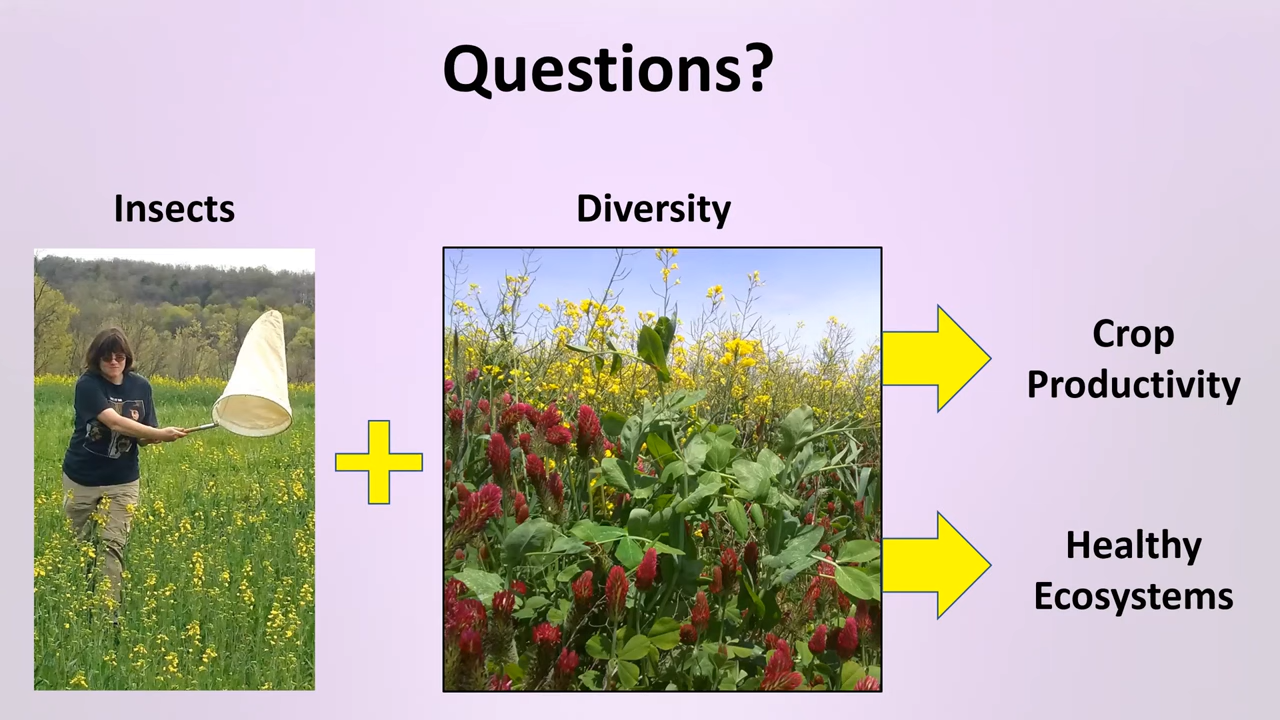 Questions?
Insects
Diversity
Crop
Productivity
Healthy
Ecosystems